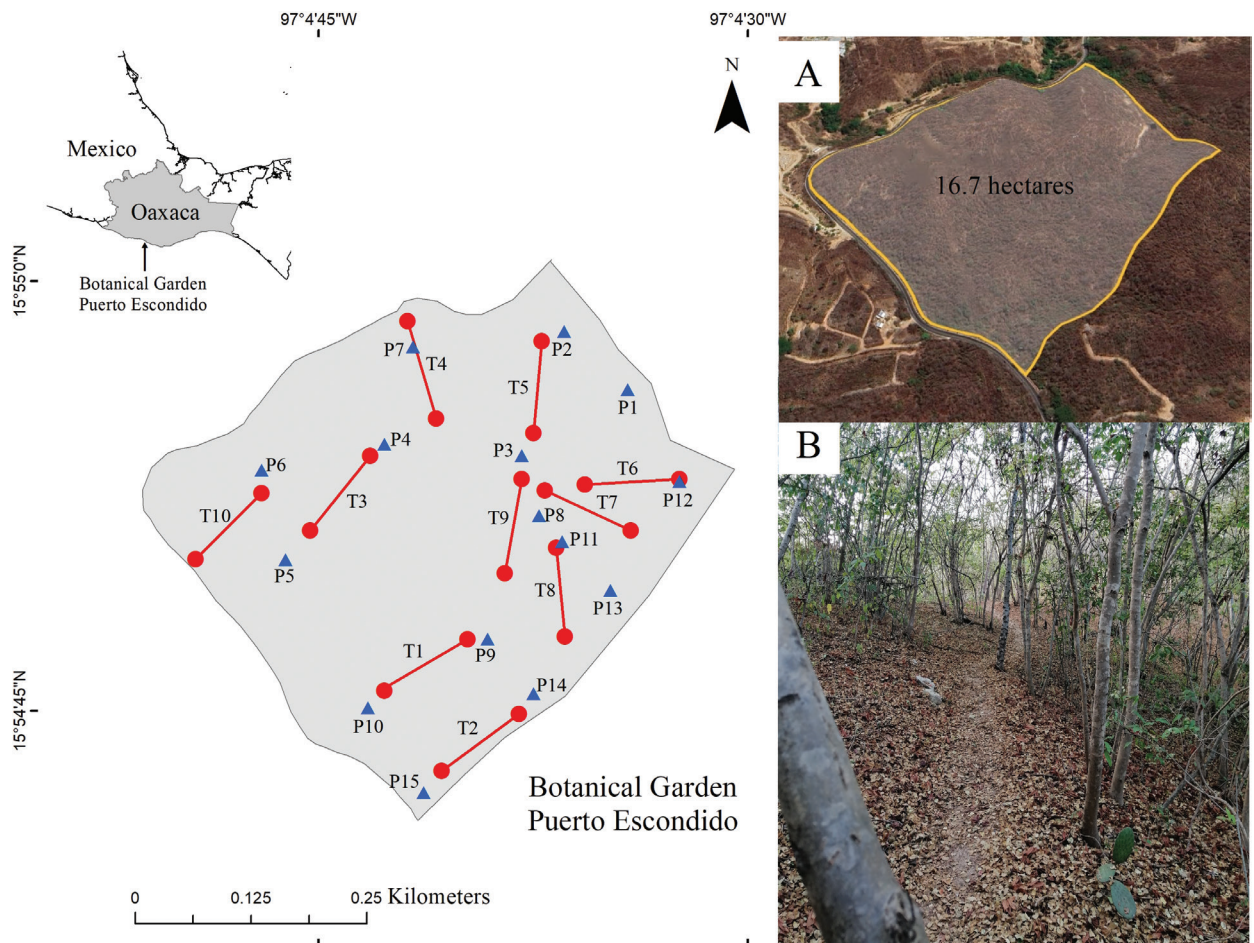 97°4'45"W
97°4'30"W
N
A
Mexico
Oaxaca
16.7 hectares
Botanical Garden
Puerto Escondido
15°55'0"N
P7
T4
P2
T5
P1
B
P4
P3
P6
T6
T3
T7
P12
T10
T9
P8
P11
P5
T8
P13
T1
P9
P14
P10
T2
15°54'45"N
P15
Botanical Garden
Puerto Escondido
0 0.125 0.25 Kilometers